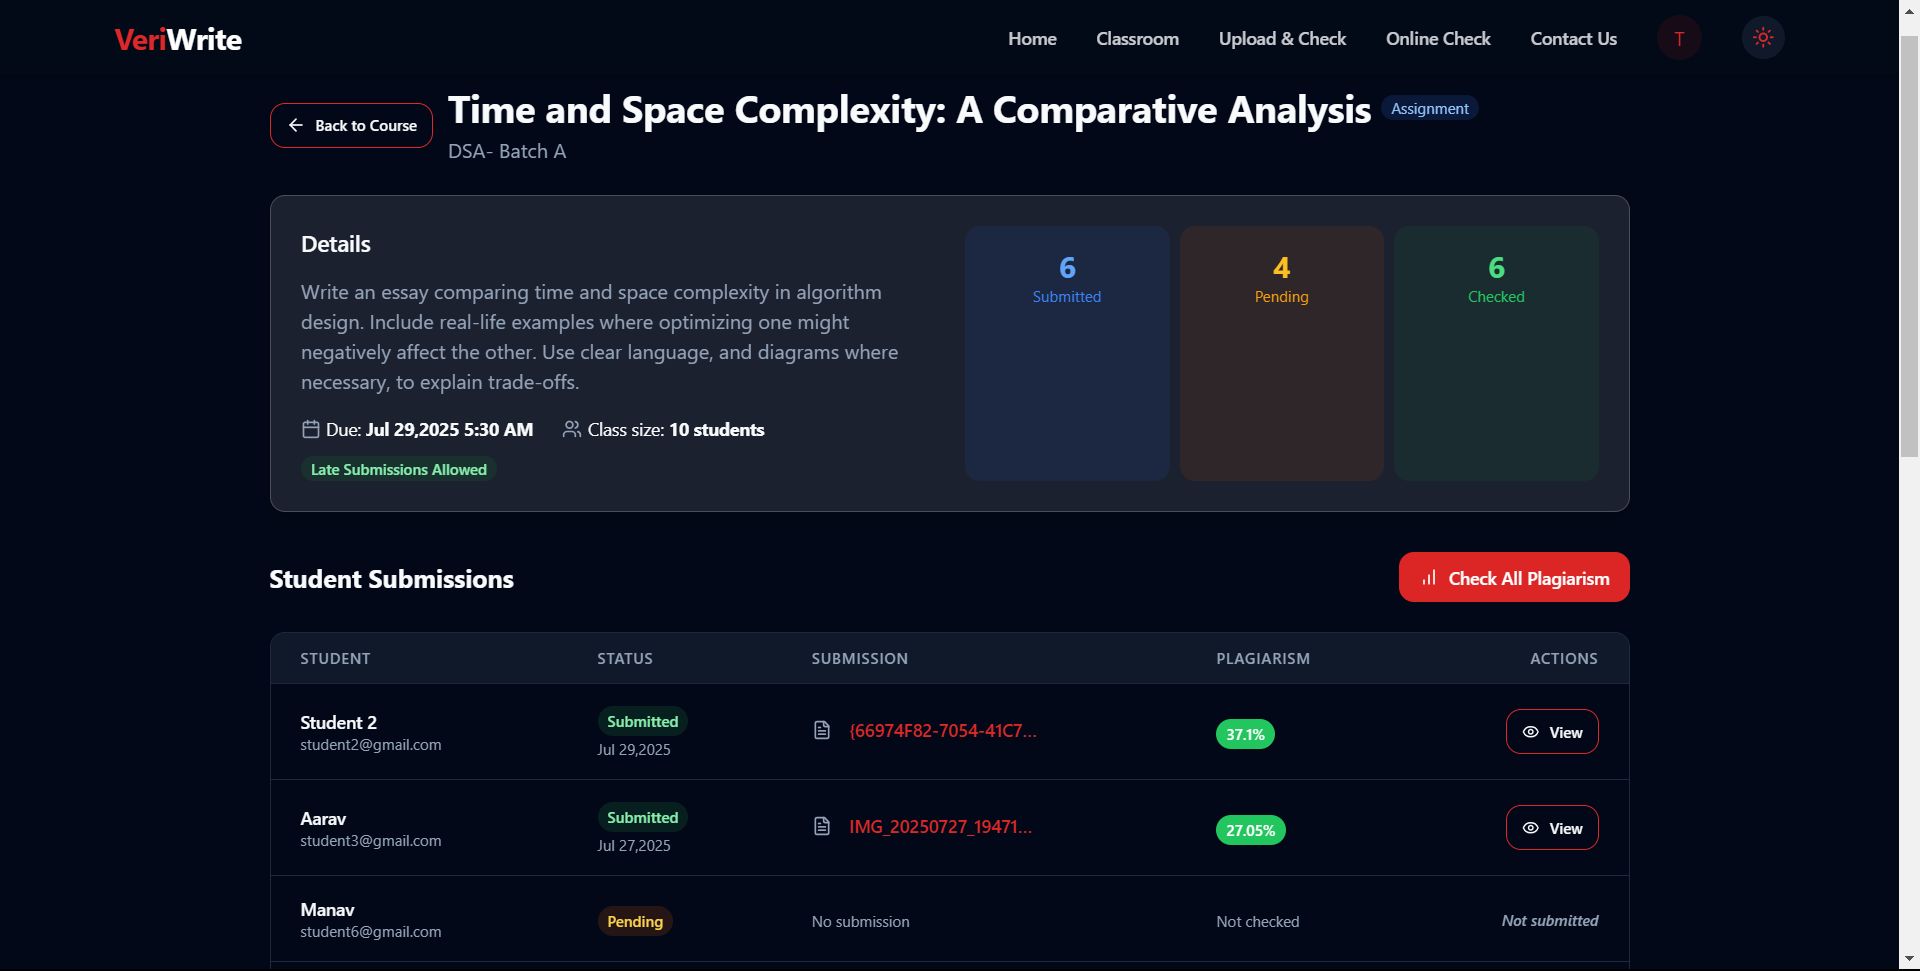 VeriWrite
Home Classroom Upload & Check Online Check Contact Us T
Back to Course
Time and Space Complexity: A Comparative Analysis Assignment
DSA- Batch A
Details
Write an essay comparing time and space complexity in algorithm
design. Include real-life examples where optimizing one might
negatively affect the other. Use clear language, and diagrams where
necessary, to explain trade-offs.
Due: Jul 29,2025 5:30 AM Class size: 10 students
Late Submissions Allowed
6
Submitted
4
Pending
6
Checked
Student Submissions
Check All Plagiarism
STUDENT STATUS SUBMISSION PLAGIARISM ACTIONS
Student 2
student2@gmail.com
Submitted
Jul 29,2025
{66974F82-7054-41C7...
37.1%
View
Aarav
student3@gmail.com
Submitted
Jul 27,2025
IMG_20250727_19471...
27.05%
View
Manav
student6@gmail.com
Pending
No submission
Not checked
Not submitted